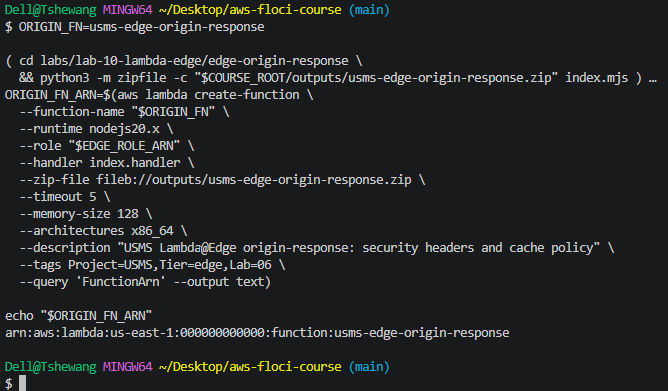 Dell@Tshewang MINGW64 ~/Desktop/aws-floci-course (main)
$ ORIGIN_FN=usms-edge-origin-response

( cd labs/lab-10-lambda-edge/edge-origin-response \
  && python3 -m zipfile -c "$COURSE_ROOT/outputs/usms-edge-origin-response.zip" index.mjs ) …
ORIGIN_FN_ARN=$(aws lambda create-function \
  --function-name "$ORIGIN_FN" \
  --runtime nodejs20.x \
  --role "$EDGE_ROLE_ARN" \
  --handler index.handler \
  --zip-file fileb://outputs/usms-edge-origin-response.zip \
  --timeout 5 \
  --memory-size 128 \
  --architectures x86_64 \
  --description "USMS Lambda@Edge origin-response: security headers and cache policy" \
  --tags Project=USMS,Tier=edge,Lab=06 \
  --query 'FunctionArn' --output text)

echo "$ORIGIN_FN_ARN"
arn:aws:lambda:us-east-1:000000000000:function:usms-edge-origin-response

Dell@Tshewang MINGW64 ~/Desktop/aws-floci-course (main)
$